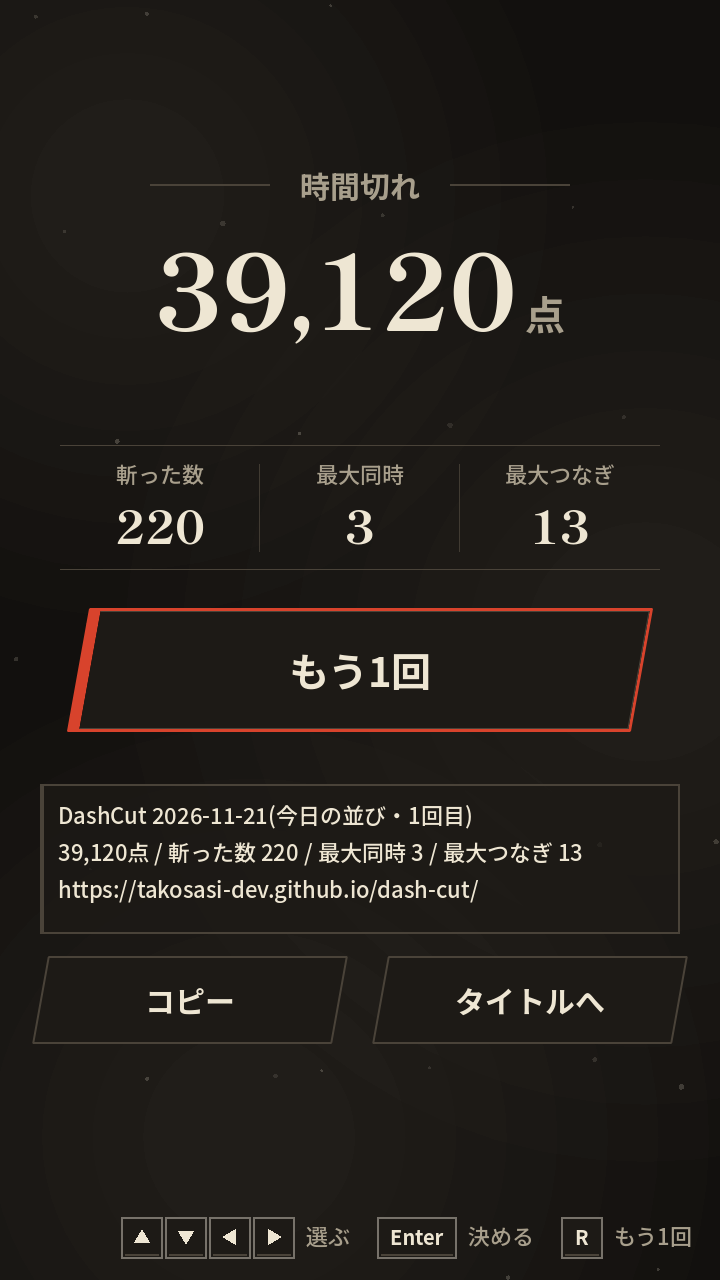 時間切れ
39,120点
斬った数 最大同時 最大つなぎ
220 3 13
もう1回
DashCut 2026-11-21(今日の並び・1回目)
39,120点 / 斬った数 220 / 最大同時 3 / 最大つなぎ 13
https://takosasi-dev.github.io/dash-cut/
コピー タイトルへ
▲ ▼ ◀ ▶ 選ぶ Enter 決める R もう1回